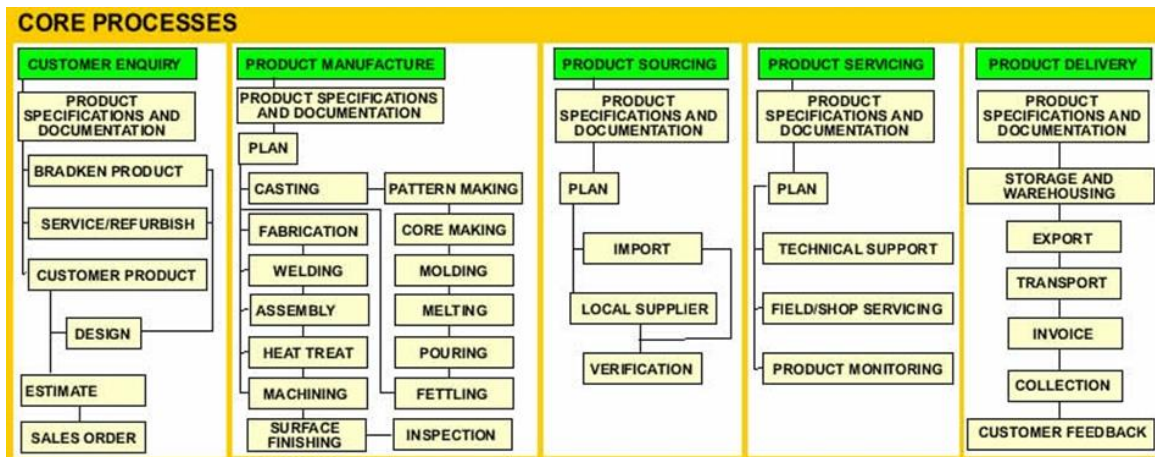 CORE PROCESSES
CUSTOMER ENQUIRY
PRODUCT
SPECIFICATIONS AND
DOCUMENTATION
BRADKEN PRODUCT
SERVICE/REFURBISH
CUSTOMER PRODUCT
DESIGN
ESTIMATE
SALES ORDER
PRODUCT MANUFACTURE
PRODUCT SPECIFICATIONS
AND DOCUMENTATION
PLAN
CASTING
FABRICATION
WELDING
ASSEMBLY
HEAT TREAT
MACHINING
SURFACE
FINISHING
PATTERN MAKING
CORE MAKING
MOLDING
MELTING
POURING
FETTLING
INSPECTION
PRODUCT SOURCING
PRODUCT
SPECIFICATIONS AND
DOCUMENTATION
PLAN
IMPORT
LOCAL SUPPLIER
VERIFICATION
PRODUCT SERVICING
PRODUCT
SPECIFICATIONS AND
DOCUMENTATION
PLAN
TECHNICAL SUPPORT
FIELD/SHOP SERVICING
PRODUCT MONITORING
PRODUCT DELIVERY
PRODUCT
SPECIFICATIONS AND
DOCUMENTATION
STORAGE AND
WAREHOUSING
EXPORT
TRANSPORT
INVOICE
COLLECTION
CUSTOMER FEEDBACK